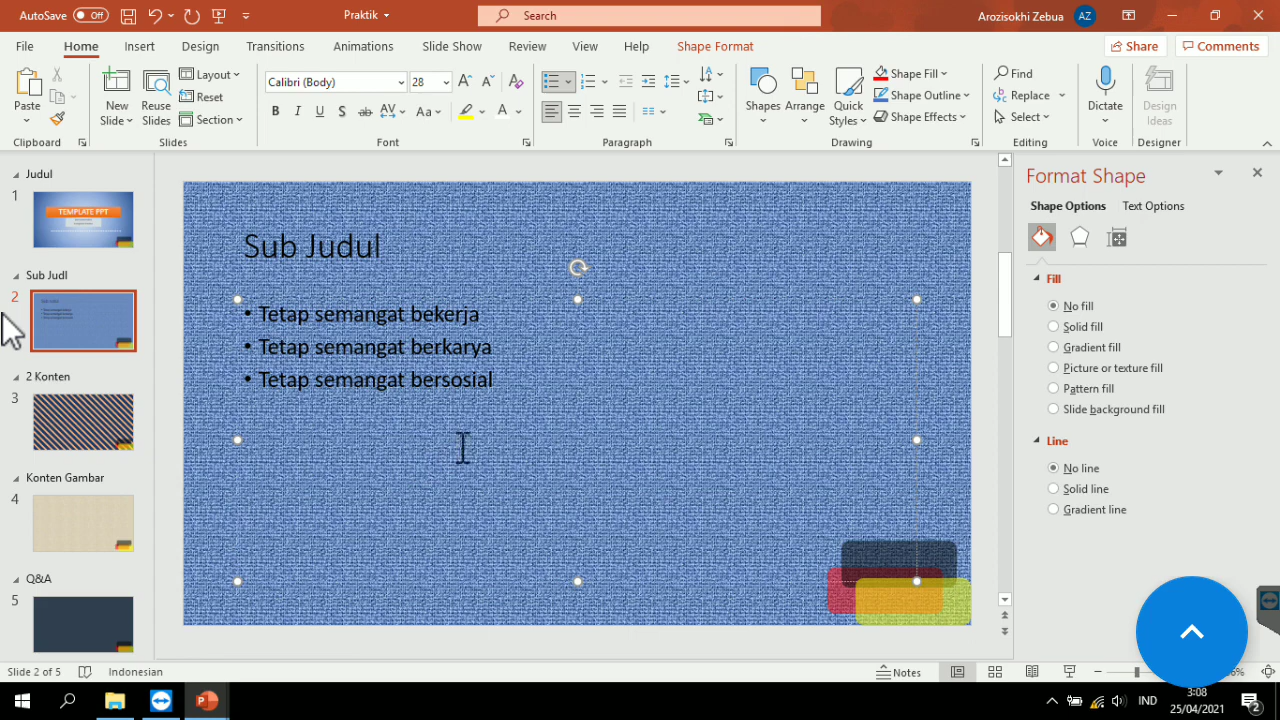 AutoSave Off
Praktik
Search
Arozisokhi Zebua AZ
File Home Insert Design Transitions Animations Slide Show Review View Help Shape Format Share Comments
Paste
Clipboard
New Slide
Reuse Slides
Layout
Reset
Section
Slides
Calibri (Body) 28
B U S ab AV Aa A
Font
Paragraph
Shapes
Arrange
Quick Styles
Shape Fill
Shape Outline
Shape Effects
Drawing
Find
Replace
Select
Editing
Dictate
Voice
Design Ideas
Designer
Judul
1
TEMPLATE PPT
Sub Judl
2
2 Konten
3
Konten Gambar
4
Q&A
5
Sub Judul
• Tetap semangat bekerja
• Tetap semangat berkarya
• Tetap semangat bersosial
Format Shape
Shape Options Text Options
Fill
No fill
Solid fill
Gradient fill
Picture or texture fill
Pattern fill
Slide background fill
Line
No line
Solid line
Gradient line
Slide 2 of 5 Indonesian Notes
IND
3:08
25/04/2021
2